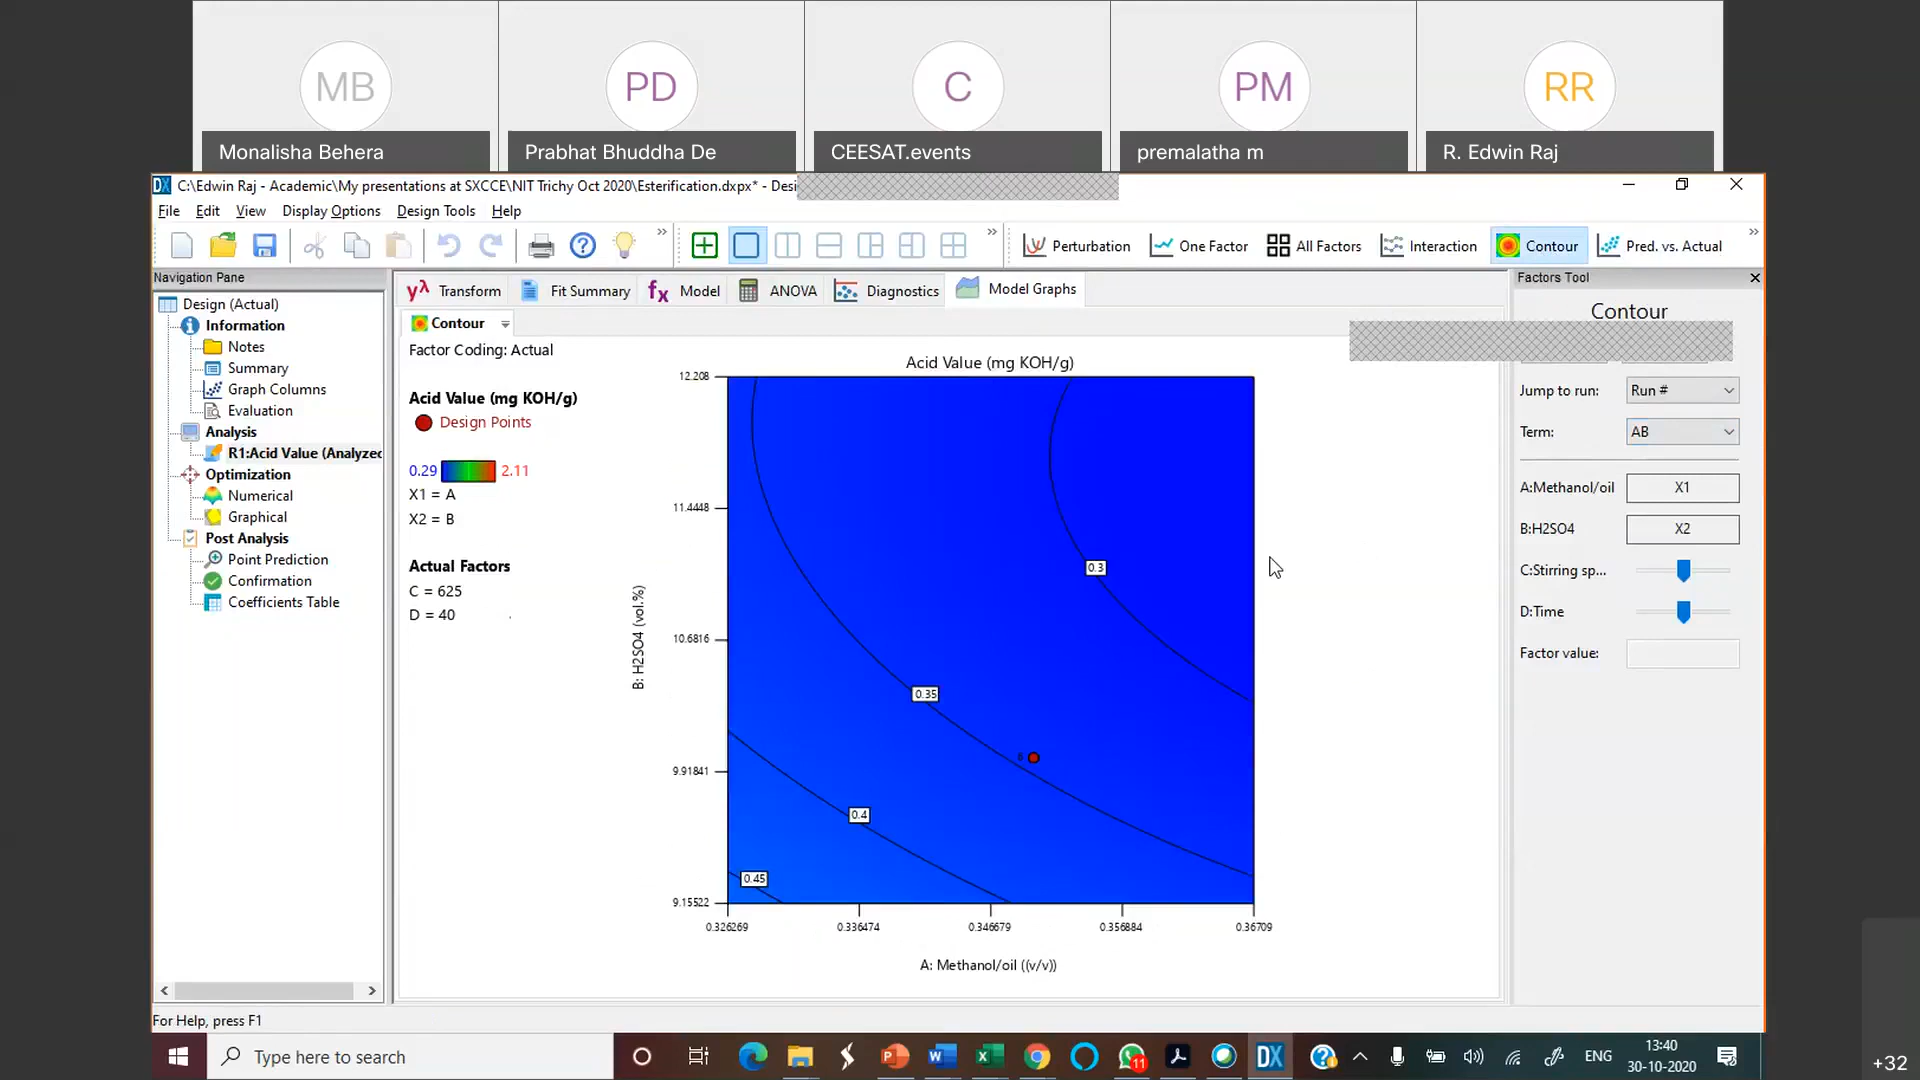 MB
PD
C
PM
RR
Monalisha Behera
Prabhat Bhuddha De
CEESAT.events
premalatha m
R. Edwin Raj
DX C:\Edwin Raj - Academic\My presentations at SXCCE\NIT Trichy Oct 2020\Esterification.dxpx* - Desi
File Edit View Display Options Design Tools Help
Perturbation One Factor All Factors Interaction Contour Pred. vs. Actual
Navigation Pane
Design (Actual)
Information
Notes
Summary
Graph Columns
Evaluation
Analysis
R1:Acid Value (Analyzed
Optimization
Numerical
Graphical
Post Analysis
Point Prediction
Confirmation
Coefficients Table
Transform Fit Summary Model ANOVA Diagnostics Model Graphs
Contour
Factor Coding: Actual
Acid Value (mg KOH/g)
Design Points
0.29 2.11
X1 = A
X2 = B
Actual Factors
C = 625
D = 40
Acid Value (mg KOH/g)
12.208
11.4448
10.6816
9.91841
9.15522
B: H2SO4 (vol.%)
0.3
0.35
6
0.4
0.45
0.326269 0.336474 0.346679 0.356884 0.36709
A: Methanol/oil ((v/v))
Factors Tool
Contour
Jump to run: Run #
Term: AB
A:Methanol/oil X1
B:H2SO4 X2
C:Stirring sp...
D:Time
Factor value:
For Help, press F1
Type here to search
11
DX
ENG
13:40
30-10-2020
+32